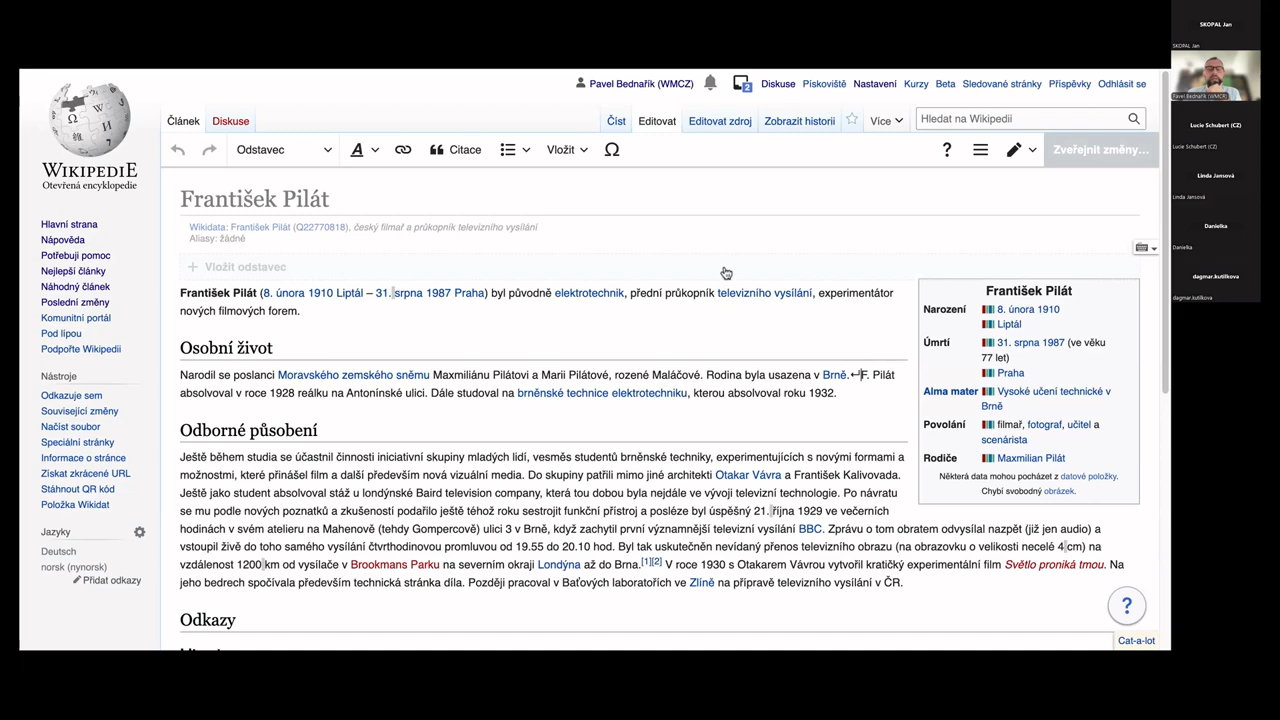 SKOPAL Jan
SKOPAL Jan
Pavel Bednařík (WMCZ) 2 Diskuse Pískoviště Nastavení Kurzy Beta Sledované stránky Příspěvky Odhlásit se
Pavel Bednařík (WMCR)
Článek Diskuse Číst Editovat Editovat zdroj Zobrazit historii Více Hledat na Wikipedii
Lucie Schubert (CZ)
Lucie Schubert (CZ)
Odstavec A Citace Vložit Ω ? Zveřejnit změny...
WIKIPEDIE
Otevřená encyklopedie
Linda Jansová
Linda Jansová
František Pilát
Danielka
Danielka
Wikidata: František Pilát (Q22770818), český filmař a průkopník televizního vysílání
Aliasy: žádné
dagmar.kutilkova
dagmar.kutilkova
Hlavní strana
Nápověda
Potřebuji pomoc
Nejlepší články
Náhodný článek
Poslední změny
Komunitní portál
Pod lípou
Podpořte Wikipedii
Nástroje
Odkazuje sem
Související změny
Načíst soubor
Speciální stránky
Informace o stránce
Získat zkrácené URL
Stáhnout QR kód
Položka Wikidat
Jazyky
Deutsch
norsk (nynorsk)
Přidat odkazy
+ Vložit odstavec
František Pilát (8. února 1910 Liptál – 31. srpna 1987 Praha) byl původně elektrotechnik, přední průkopník televizního vysílání, experimentátor
nových filmových forem.
Osobní život
Narodil se poslanci Moravského zemského sněmu Maxmiliánu Pilátovi a Marii Pilátové, rozené Maláčové. Rodina byla usazena v Brně.↵F. Pilát
absolvoval v roce 1928 reálku na Antonínské ulici. Dále studoval na brněnské technice elektrotechniku, kterou absolvoval roku 1932.
Odborné působení
Ještě během studia se účastnil činnosti iniciativní skupiny mladých lidí, vesměs studentů brněnské techniky, experimentujících s novými formami a
možnostmi, které přinášel film a další především nová vizuální media. Do skupiny patřili mimo jiné architekti Otakar Vávra a František Kalivovada.
Ještě jako student absolvoval stáž u londýnské Baird television company, která tou dobou byla nejdále ve vývoji televizní technologie. Po návratu
se mu podle nových poznatků a zkušeností podařilo ještě téhož roku sestrojit funkční přístroj a posléze byl úspěšný 21. října 1929 ve večerních
hodinách v svém atelieru na Mahenově (tehdy Gompercově) ulici 3 v Brně, když zachytil první významnější televizní vysílání BBC. Zprávu o tom obratem odvysílal nazpět (již jen audio) a
vstoupil živě do toho samého vysílání čtvrthodinovou promluvou od 19.55 do 20.10 hod. Byl tak uskutečněn nevídaný přenos televizního obrazu (na obrazovku o velikosti necelé 4 cm) na
vzdálenost 1200 km od vysílače v Brookmans Parku na severním okraji Londýna až do Brna.[1][2] V roce 1930 s Otakarem Vávrou vytvořil kratičký experimentální film Světlo proniká tmou. Na
jeho bedrech spočívala především technická stránka díla. Později pracoval v Baťových laboratořích ve Zlíně na přípravě televizního vysílání v ČR.
Odkazy
František Pilát
Narození 8. února 1910
Liptál
Úmrtí 31. srpna 1987 (ve věku
77 let)
Praha
Alma mater Vysoké učení technické v
Brně
Povolání filmař, fotograf, učitel a
scenárista
Rodiče Maxmilian Pilát
Některá data mohou pocházet z datové položky.
Chybí svobodný obrázek.
?
Cat-a-lot